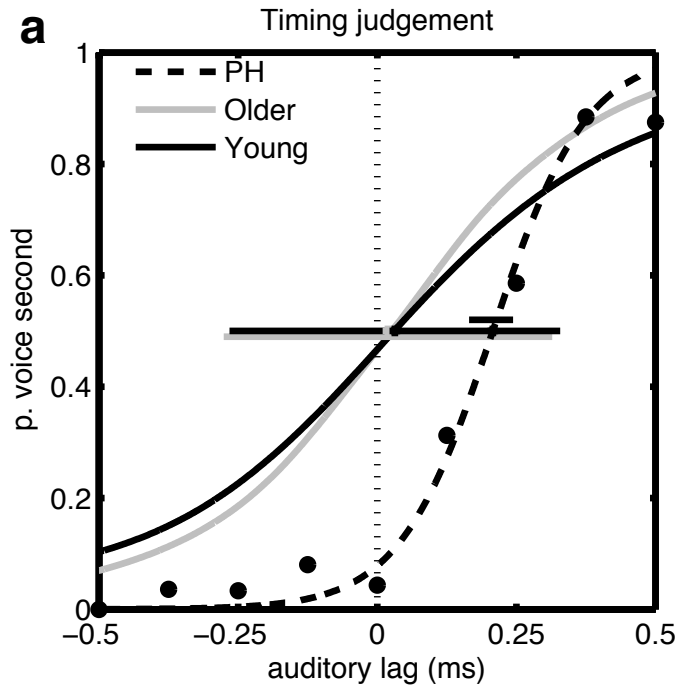 a
Timing judgement
PH
Older
Young
p. voice second
1
0.8
0.6
0.4
0.2
0
−0.5 −0.25 0 0.25 0.5
auditory lag (ms)